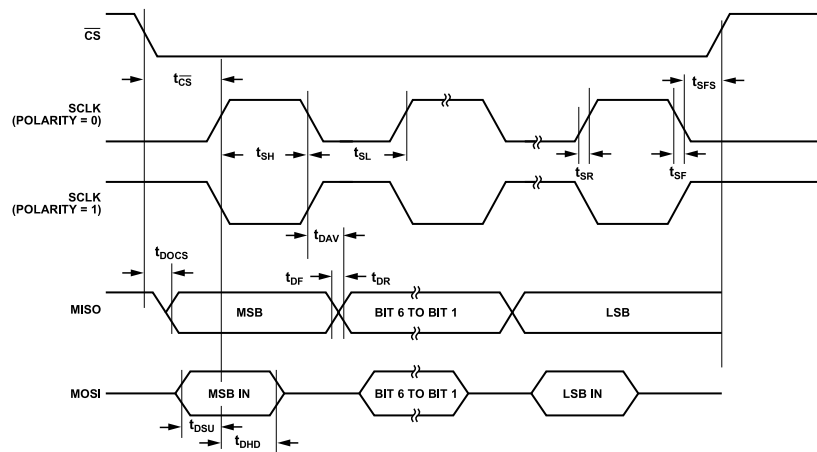 CS
tCS
tSFS
SCLK
(POLARITY = 0)
tSH
tSL
tSR
tSF
SCLK
(POLARITY = 1)
tDAV
tDOCS
tDF
tDR
MISO
MSB
BIT 6 TO BIT 1
LSB
MOSI
MSB IN
BIT 6 TO BIT 1
LSB IN
tDSU
tDHD